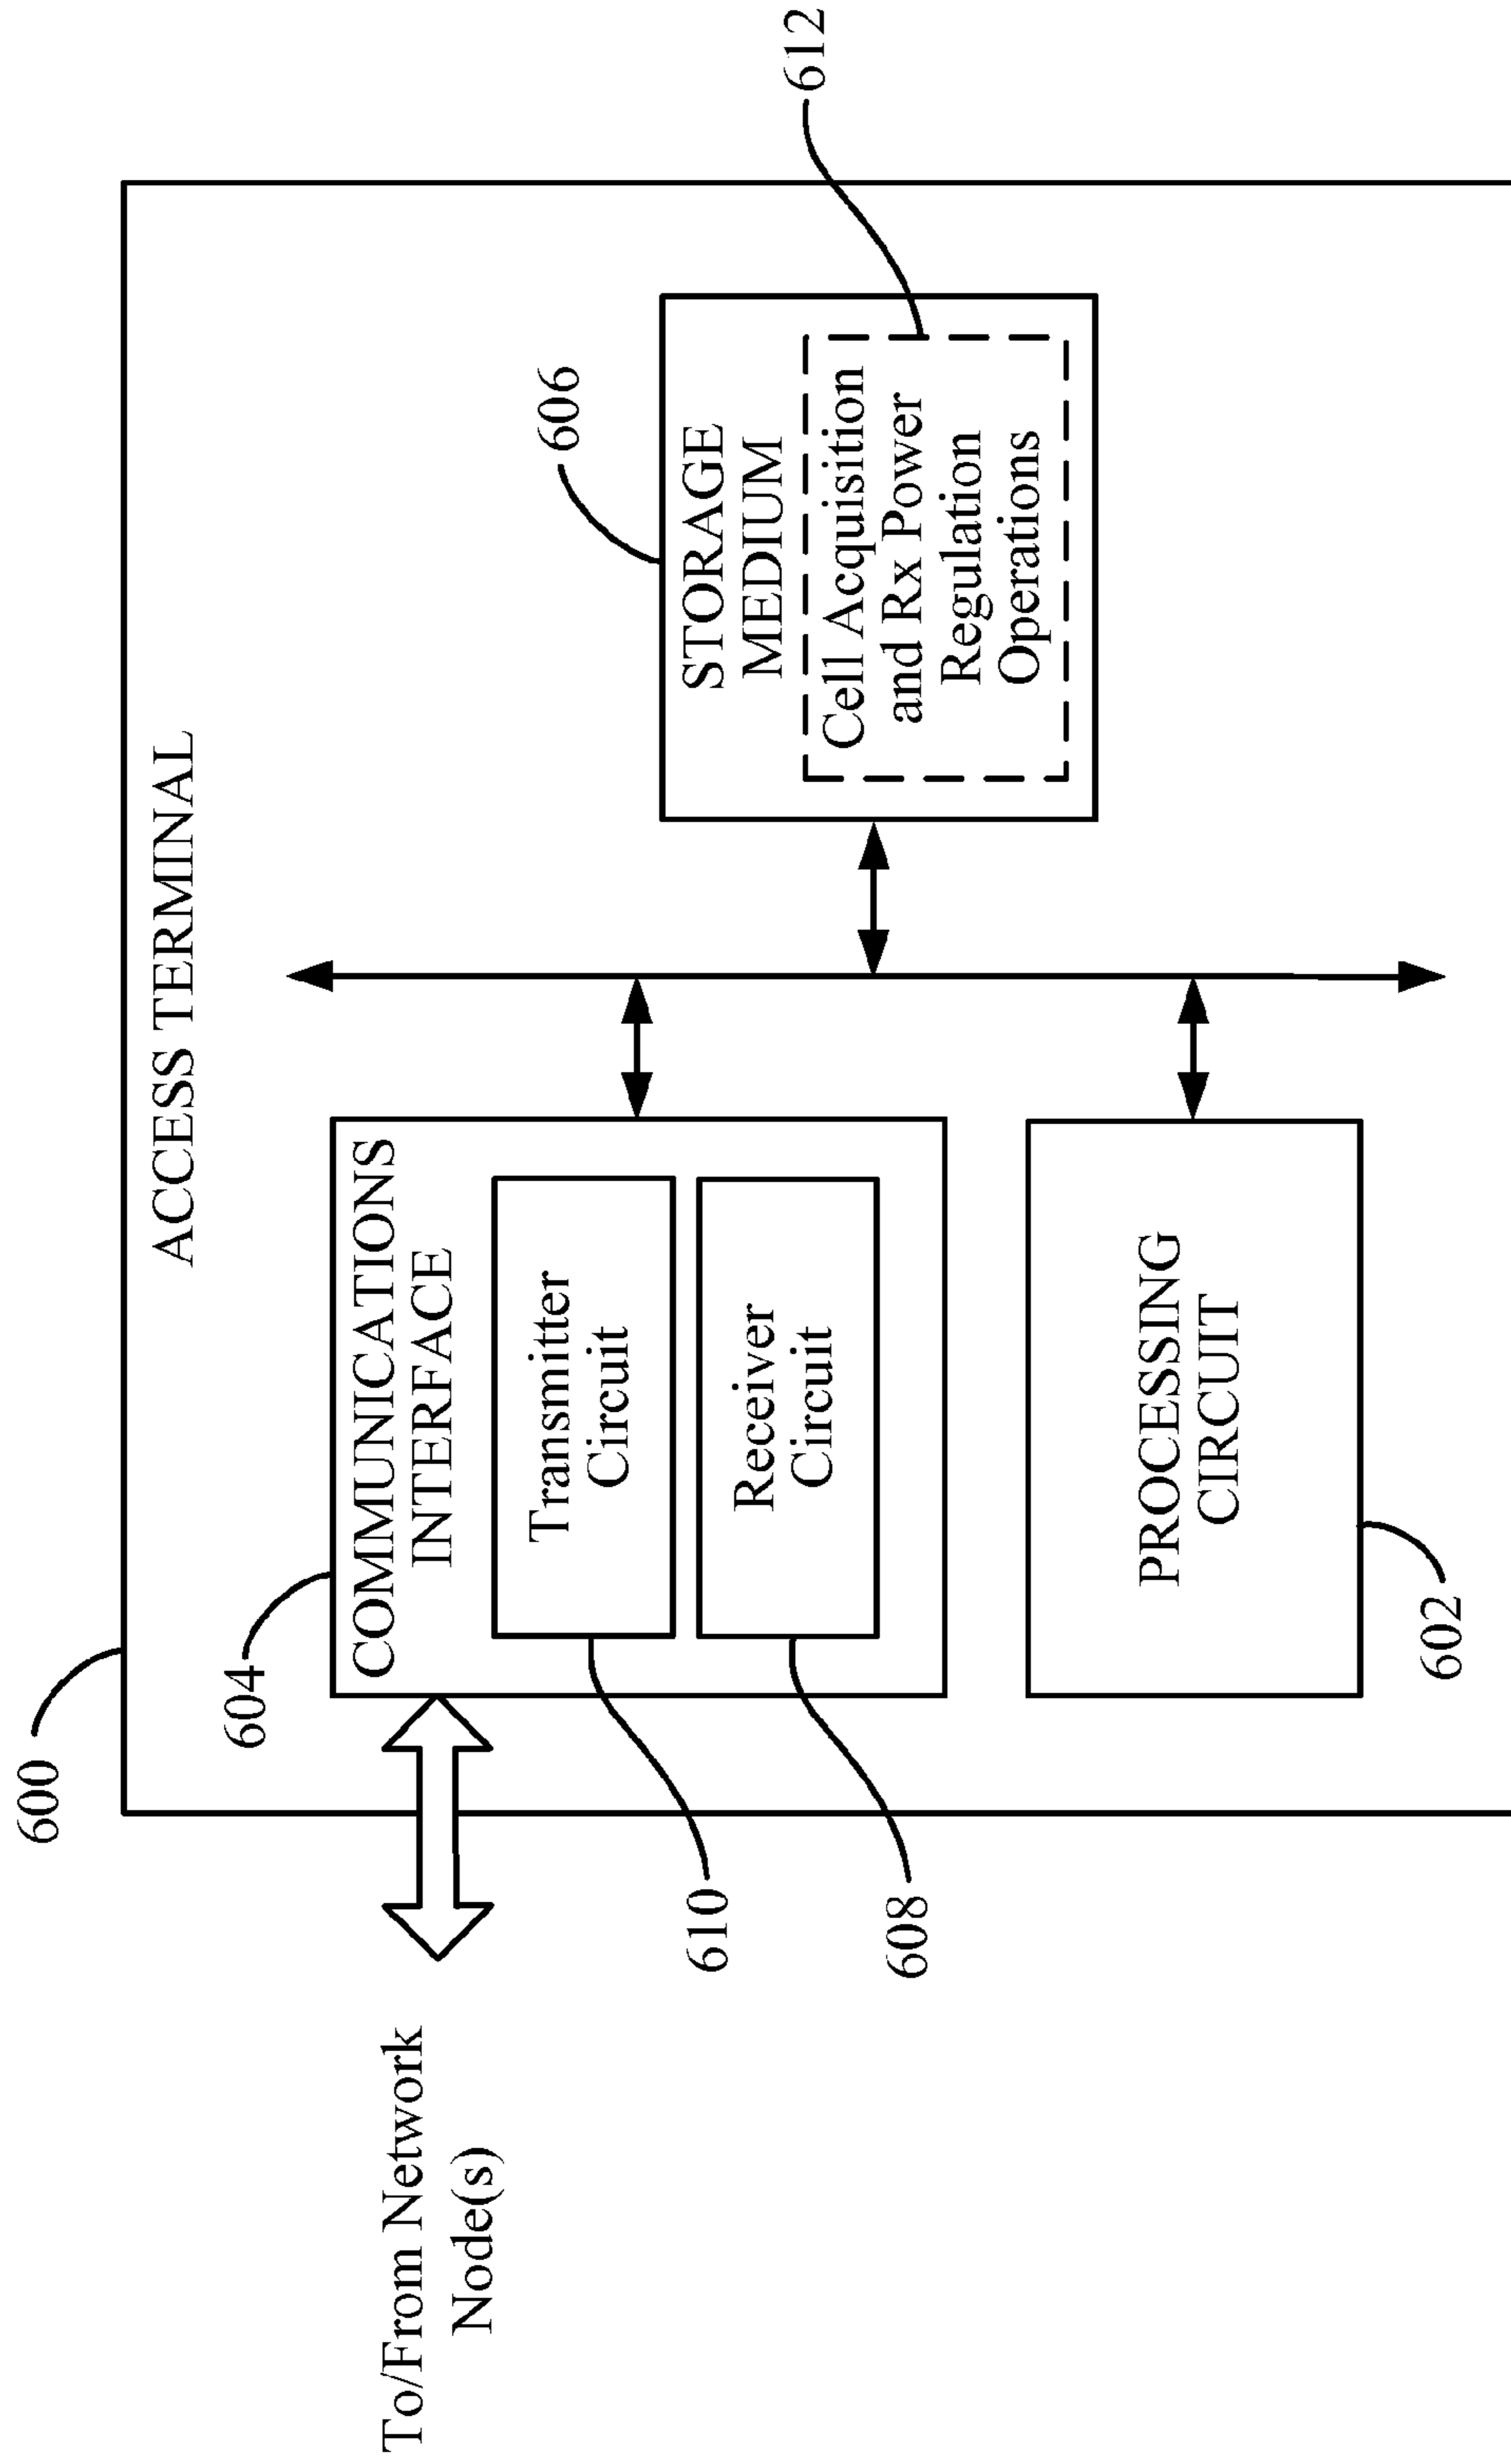 600
ACCESS TERMINAL
604
COMMUNICATIONS
INTERFACE
606
To/From Network
Node(s)
Transmitter
Circuit
STORAGE
MEDIUM
610
Receiver
Circuit
Cell Acquisition
and Rx Power
Regulation
Operations
612
608
PROCESSING
CIRCUIT
602